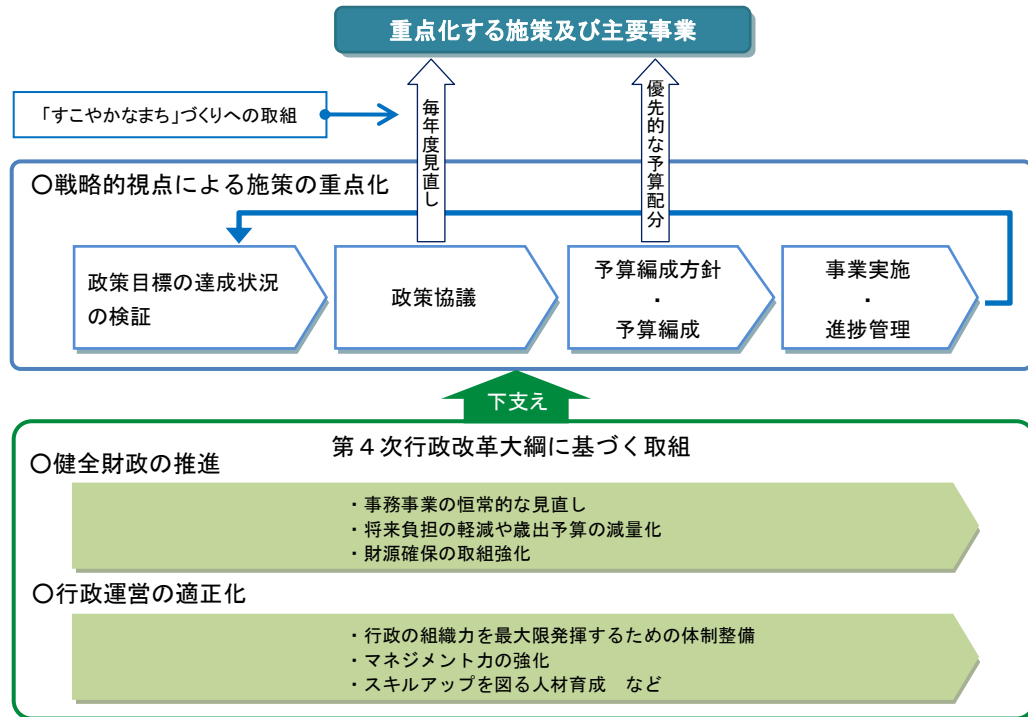 重点化する施策及び主要事業
「すこやかなまち」づくりへの取組
毎年度見直し
優先的な予算配分
〇戦略的視点による施策の重点化
政策目標の達成状況
の検証
政策協議
予算編成方針
・
予算編成
事業実施
・
進捗管理
下支え
第４次行政改革大綱に基づく取組
〇健全財政の推進
・事務事業の恒常的な見直し
・将来負担の軽減や歳出予算の減量化
・財源確保の取組強化
〇行政運営の適正化
・行政の組織力を最大限発揮するための体制整備
・マネジメント力の強化
・スキルアップを図る人材育成　など